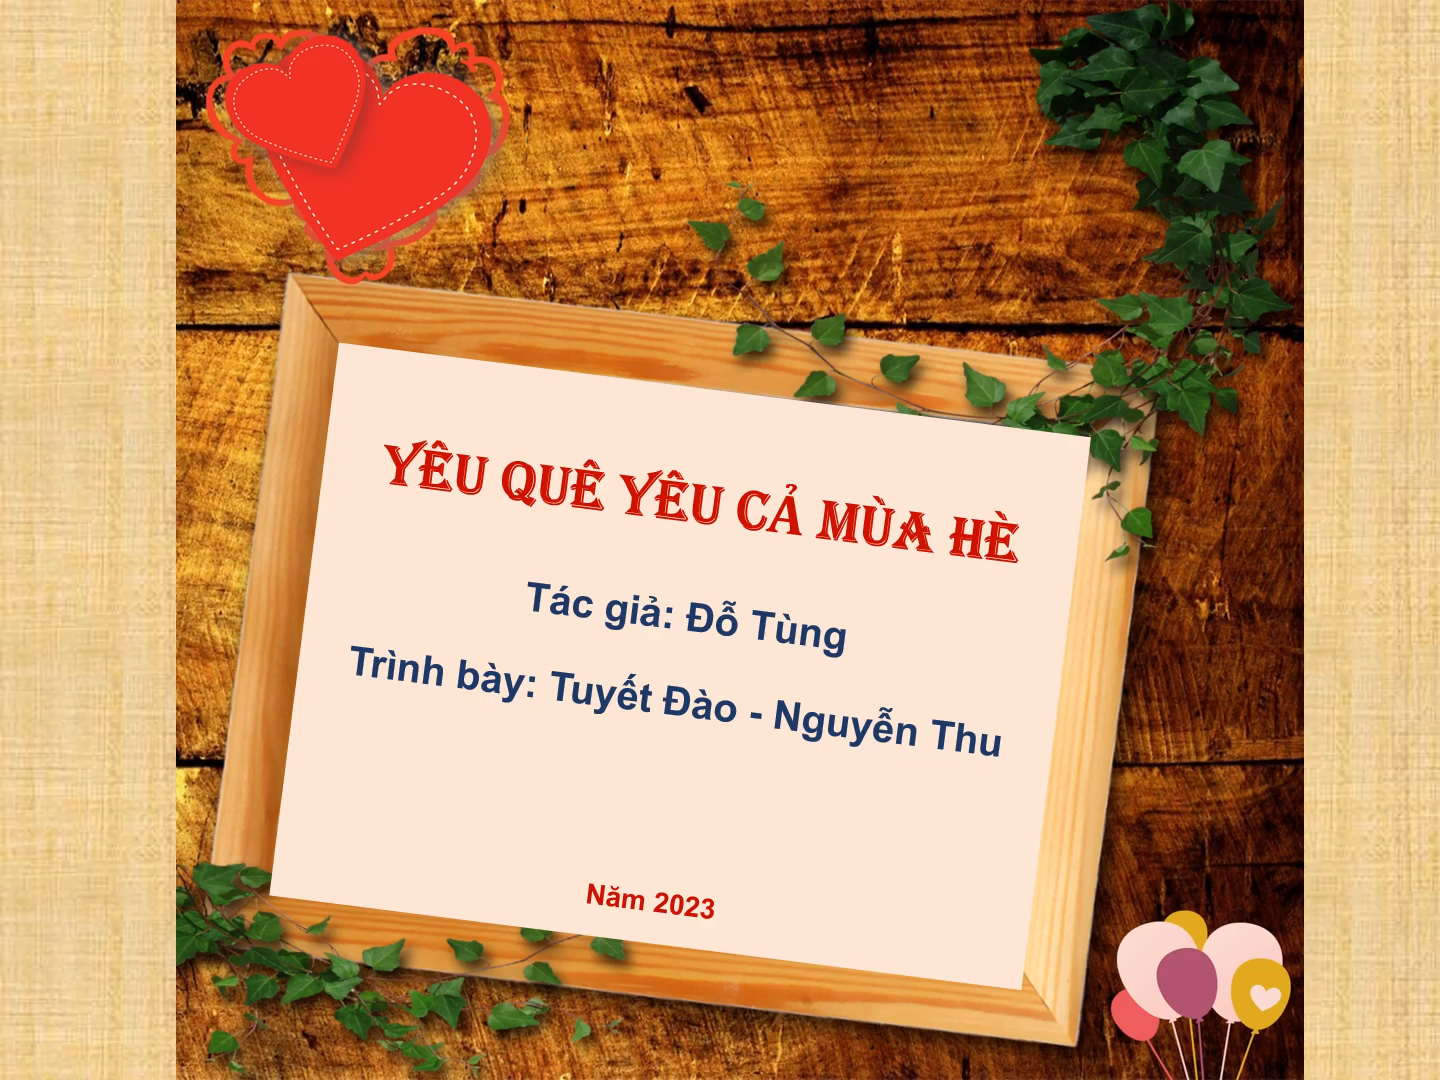 YÊU QUÊ YÊU CẢ MÙA HÈ
Tác giả: Đỗ Tùng
Trình bày: Tuyết Đào - Nguyễn Thu
Năm 2023